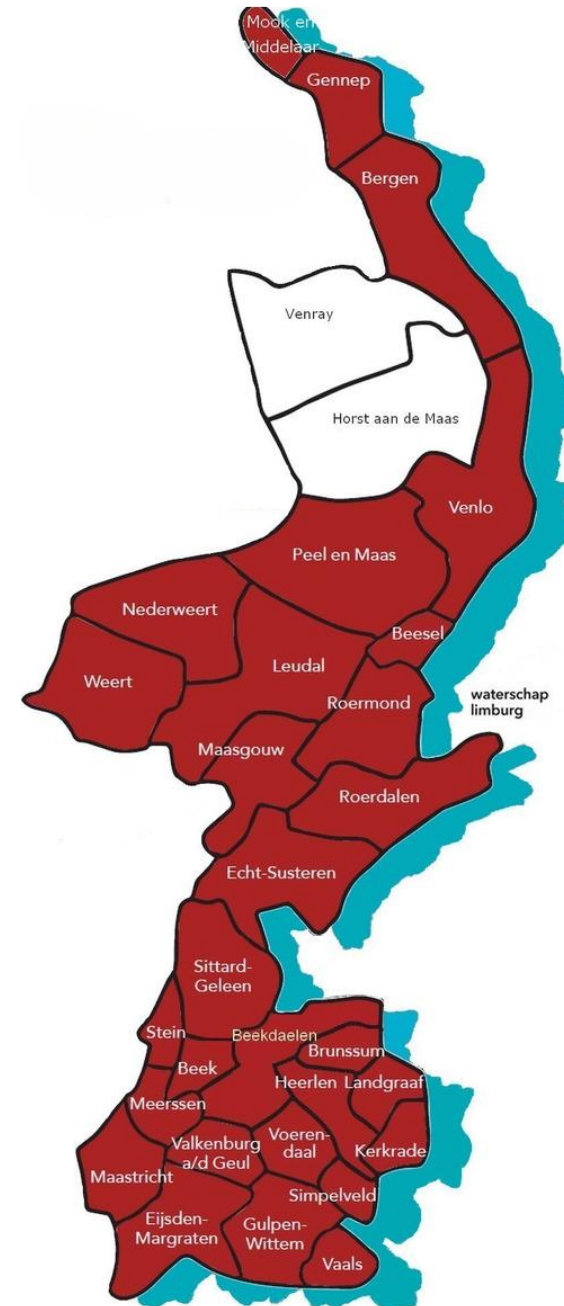 Mook en
Middelaar
Gennep
Bergen
Venray
Horst aan de Maas
Venlo
Peel en Maas
Nederweert
Beesel
Leudal
Weert
Roermond
waterschap
limburg
Maasgouw
Roerdalen
Echt-Susteren
Sittard-
Geleen
Stein
Beekdaelen
Brunssum
Beek
Heerlen
Landgraaf
Meerssen
Valkenburg
a/d Geul
Voeren-
daal
Kerkrade
Maastricht
Simpelveld
Eijsden-
Margraten
Gulpen-
Wittem
Vaals